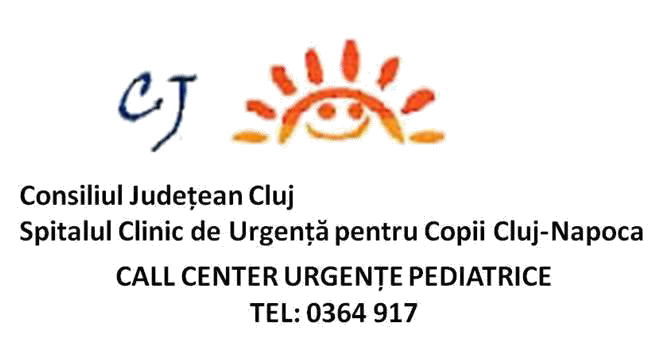 CJ
Consiliul Județean Cluj
Spitalul Clinic de Urgență pentru Copii Cluj-Napoca
CALL CENTER URGENȚE PEDIATRICE
TEL: 0364 917